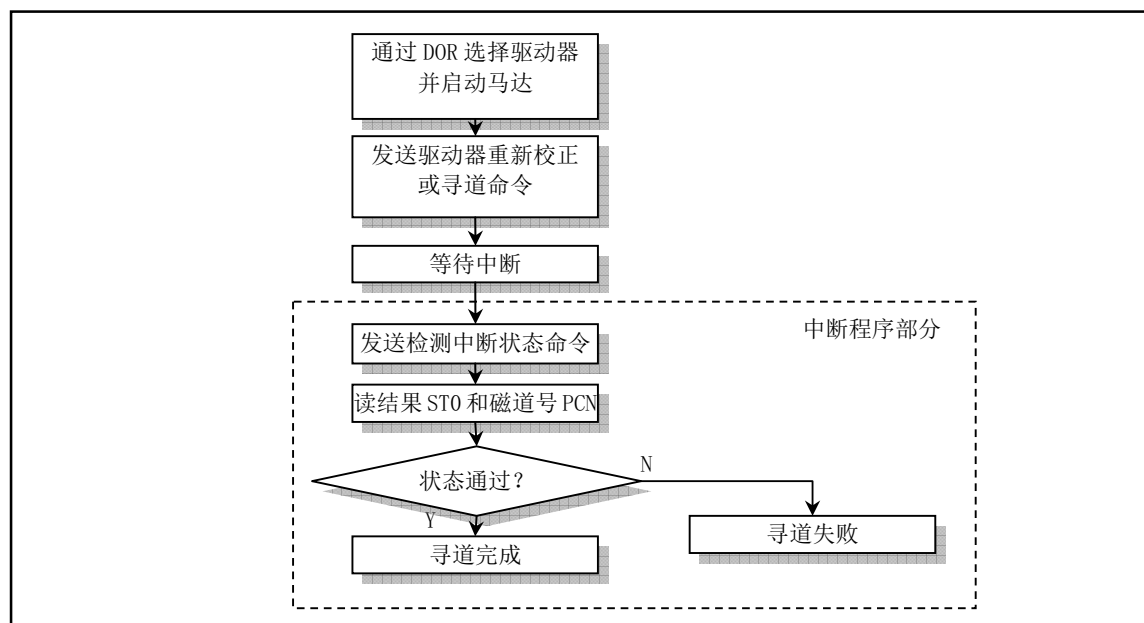 通过 DOR 选择驱动器
并启动马达
发送驱动器重新校正
或寻道命令
等待中断
中断程序部分
发送检测中断状态命令
读结果 ST0 和磁道号 PCN
状态通过？
N
Y
寻道失败
寻道完成